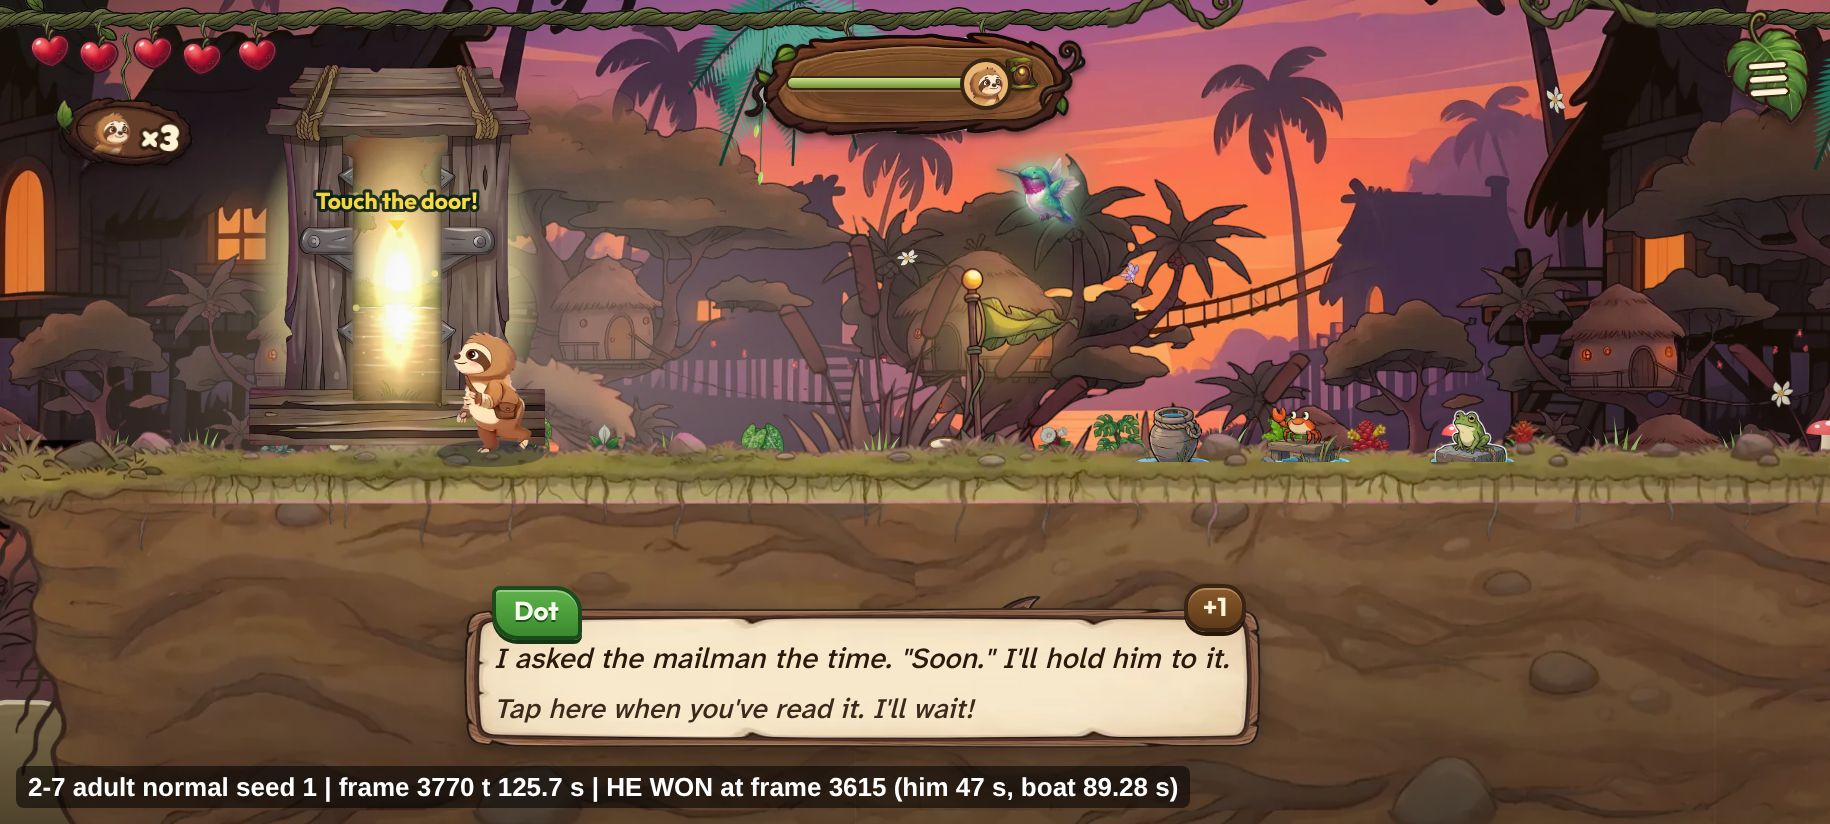 x3
Touch the door!
Dot
+1
I asked the mailman the time. "Soon." I'll hold him to it.
Tap here when you've read it. I'll wait!
2-7 adult normal seed 1 | frame 3770 t 125.7 s | HE WON at frame 3615 (him 47 s, boat 89.28 s)